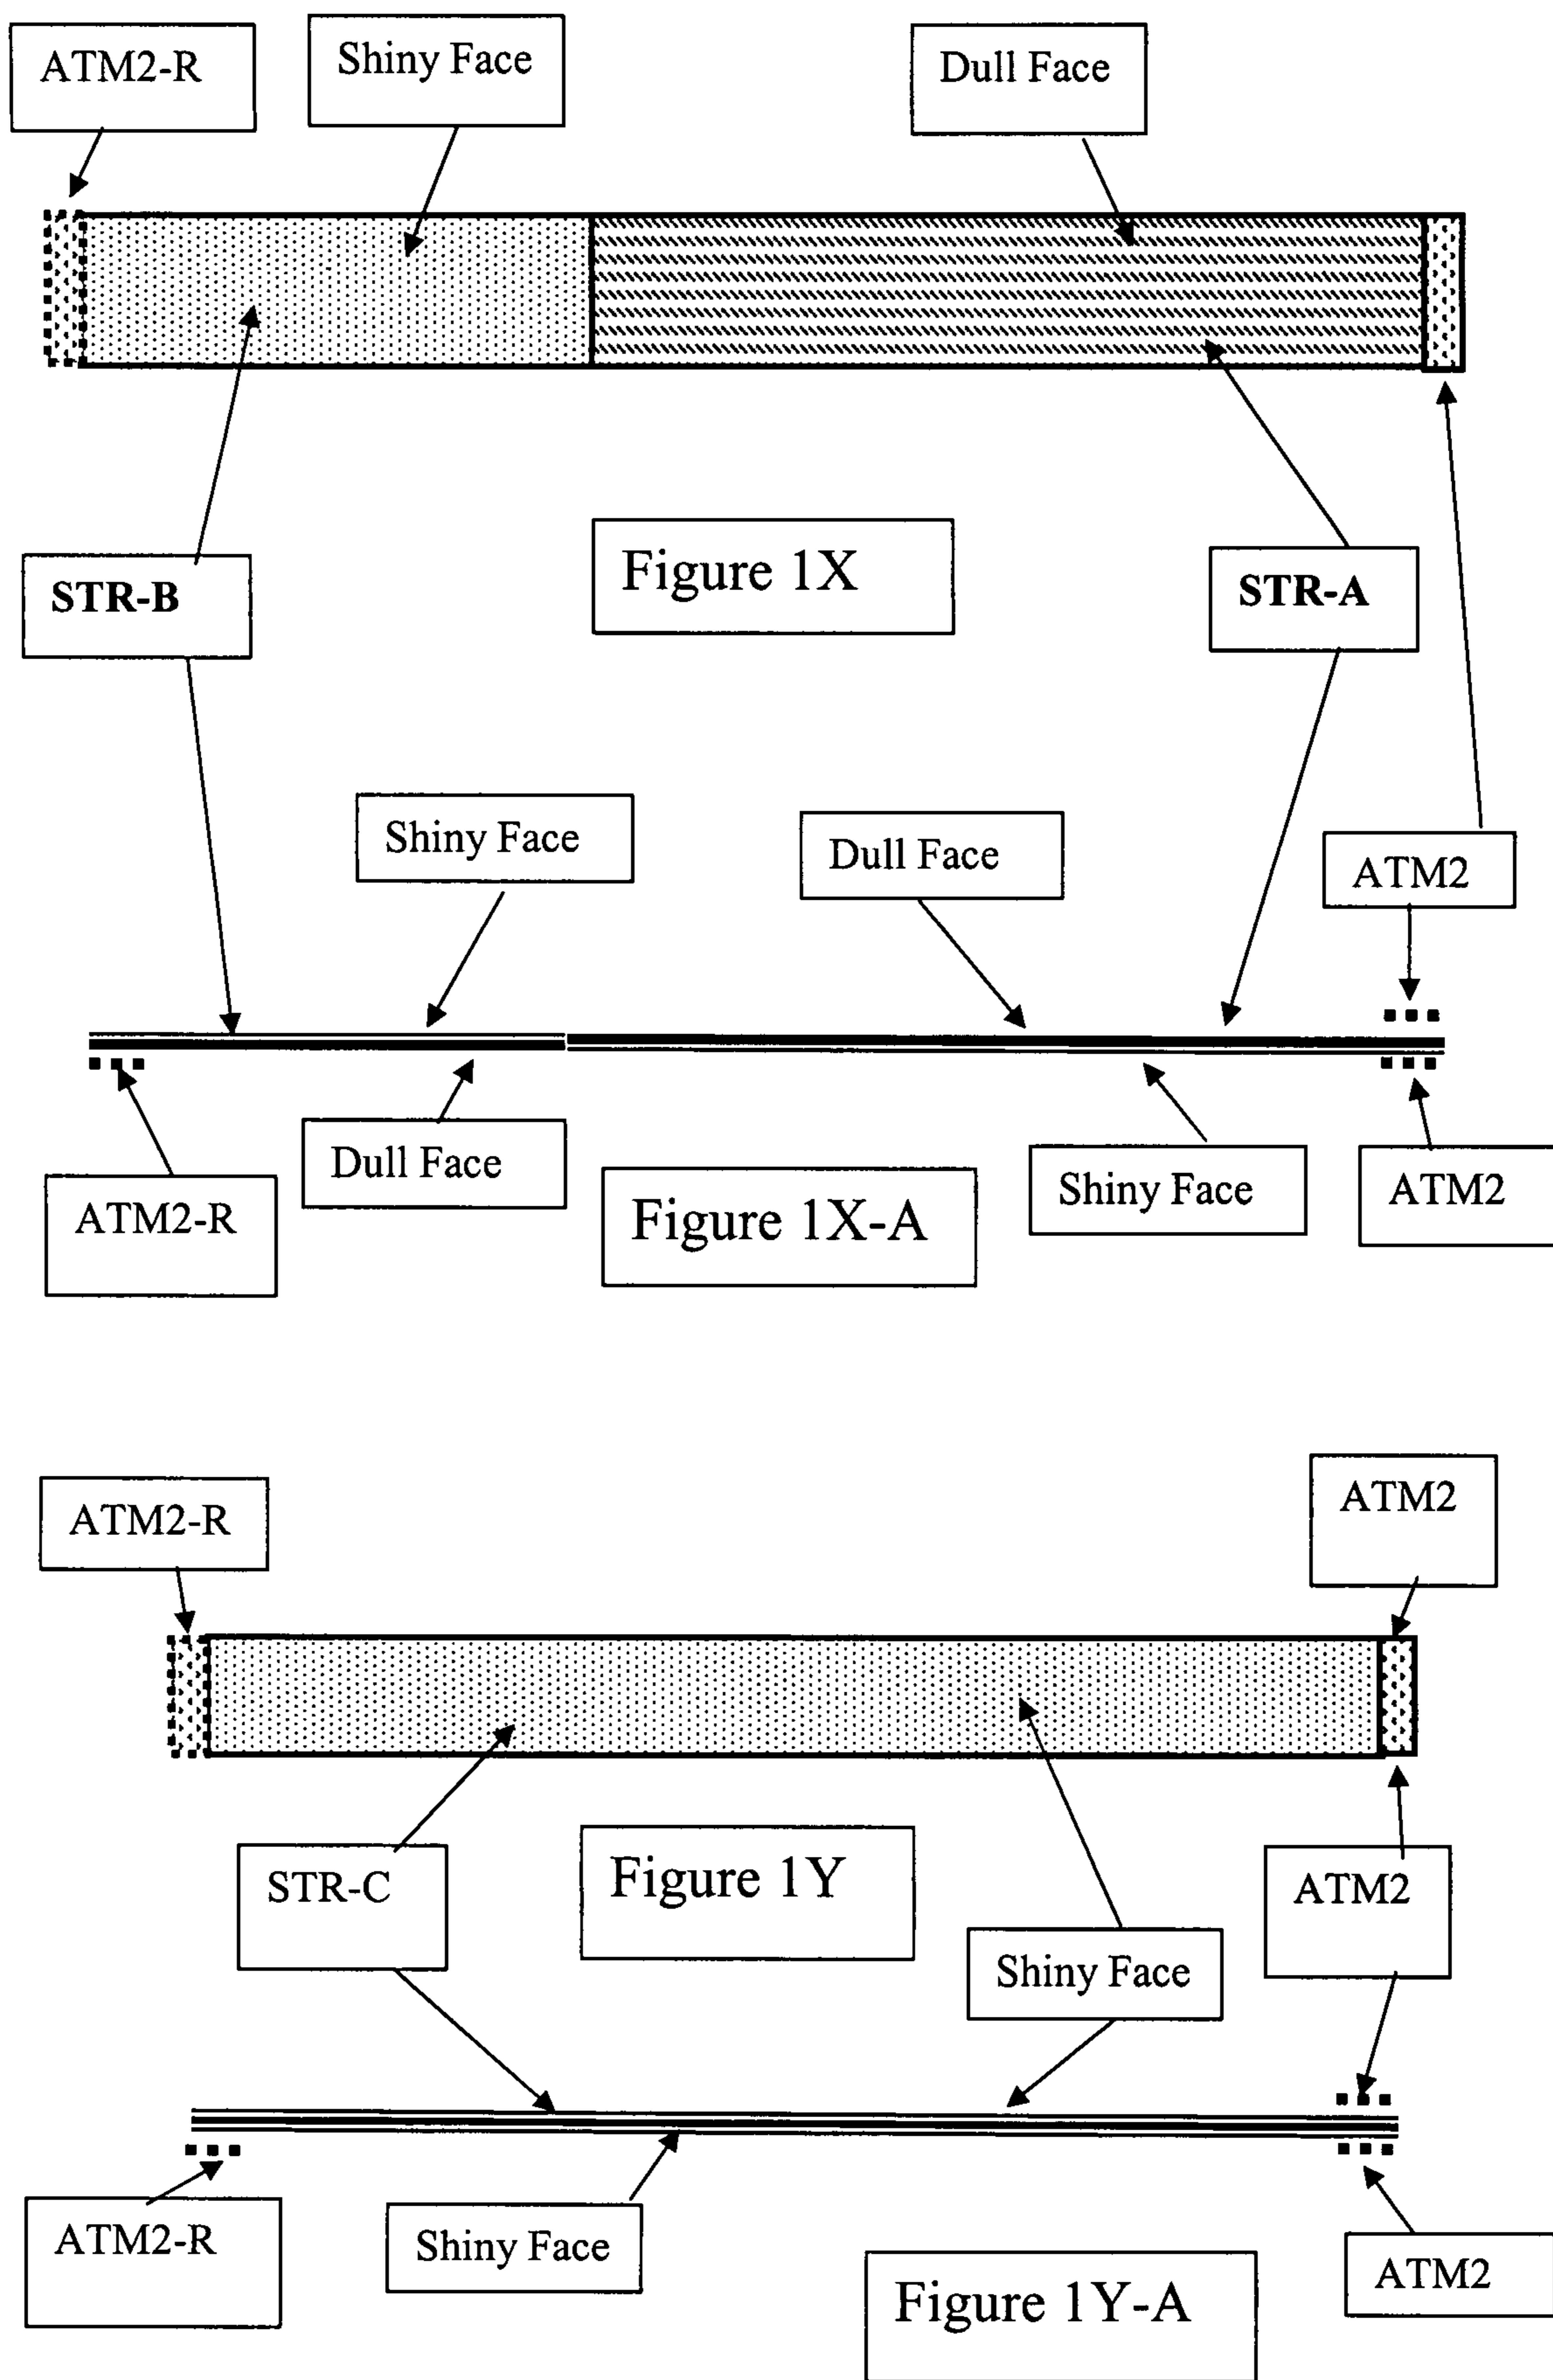 ATM2-R
Shiny Face
Dull Face
Figure 1X
STR-B
STR-A
Shiny Face
Dull Face
ATM2
Dull Face
Shiny Face
ATM2
ATM2-R
Figure 1X-A
ATM2-R
ATM2
STR-C
Figure 1Y
ATM2
Shiny Face
ATM2-R
Shiny Face
ATM2
Figure 1Y-A